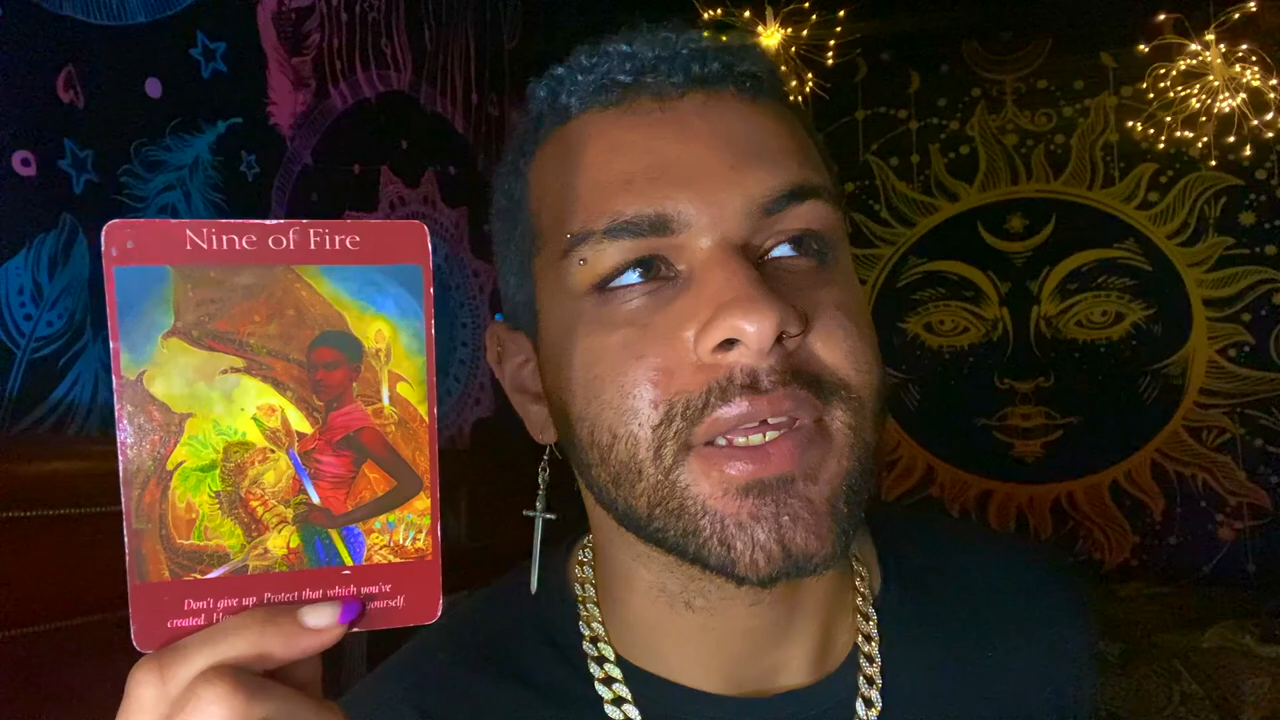 Nine of Fire
Don't give up. Protect that which you've
created. yourself.